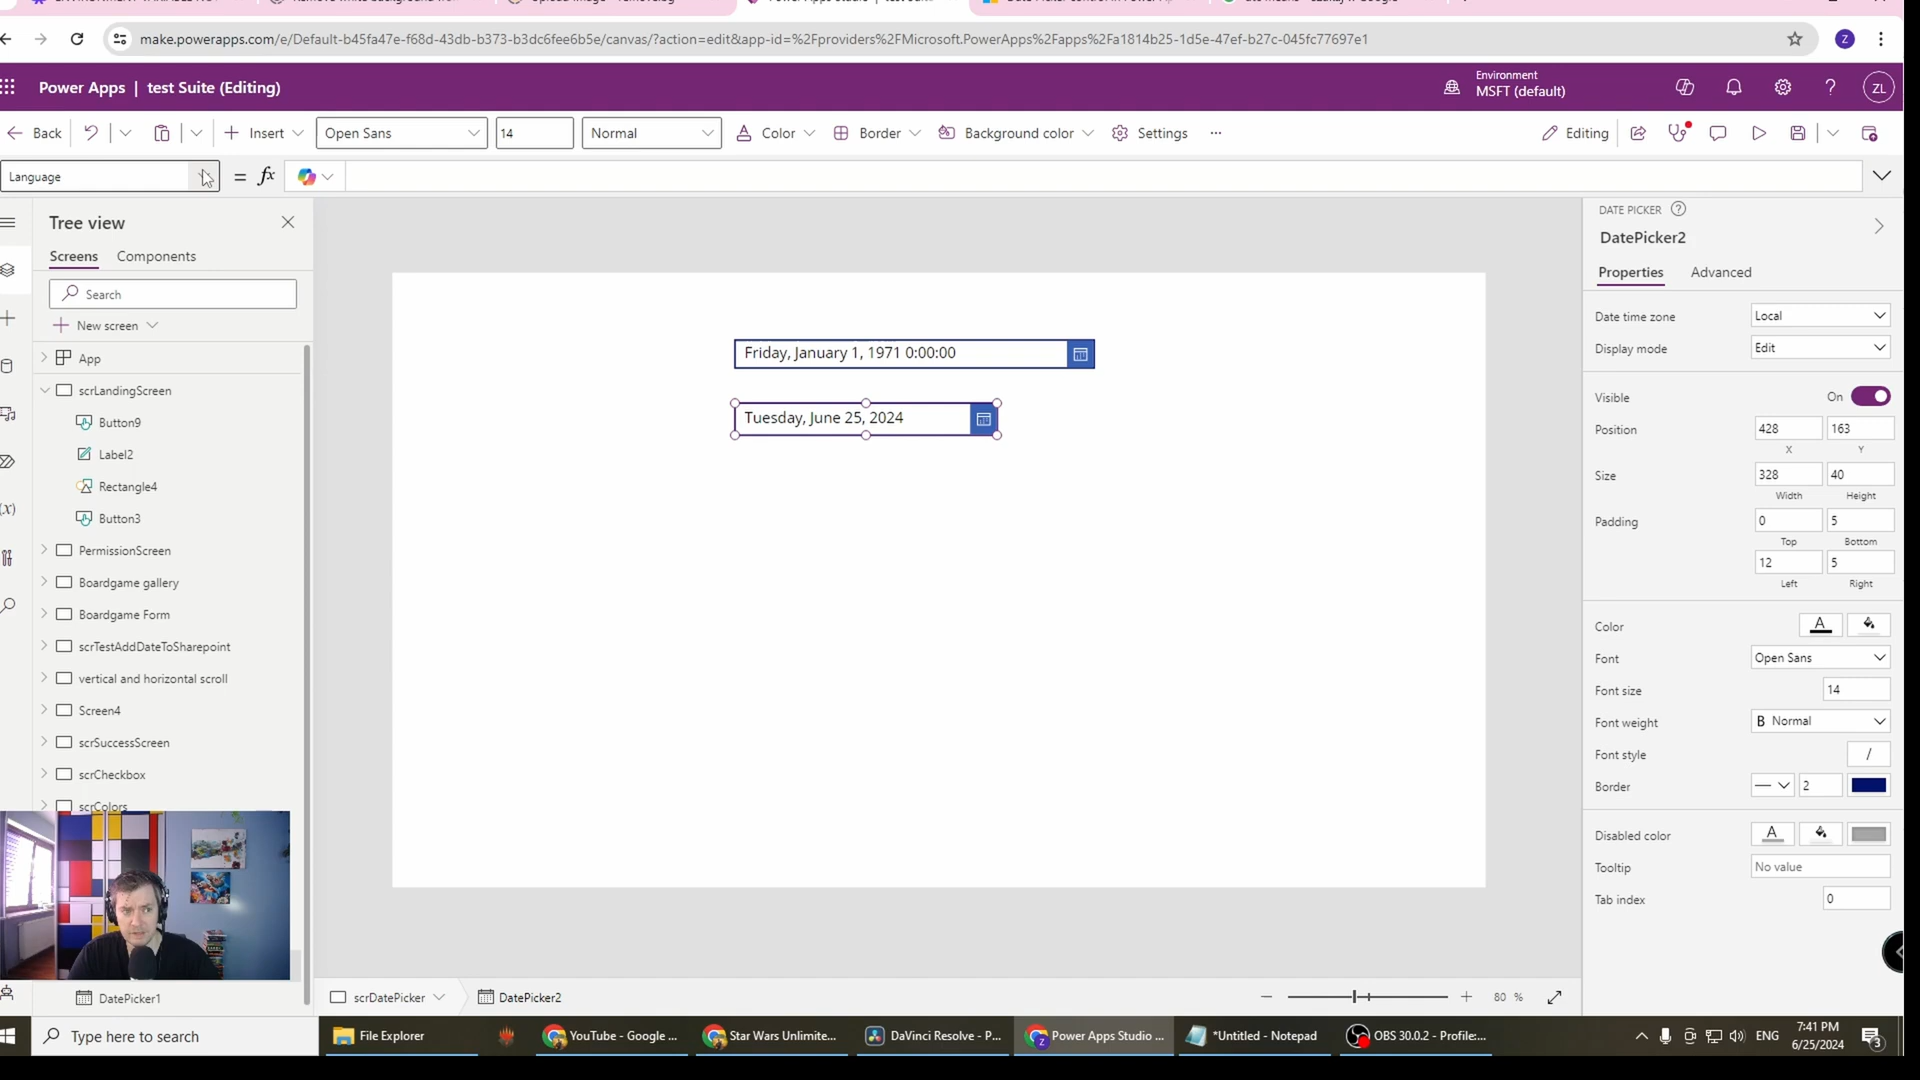 Power Apps Studio | test Suite
make.powerapps.com/e/Default-b45fa47e-f68d-43db-b373-b3dc6fee6b5e/canvas/?action=edit&app-id=%2Fproviders%2FMicrosoft.PowerApps%2Fapps%2Fa1814b25-1d5e-47ef-b27c-045fc77697e1
Z
Power Apps | test Suite (Editing)
Environment
MSFT (default)
ZL
Back
Insert
Open Sans
14
Normal
Color
Border
Background color
Settings
Editing
Language
= fx
Tree view
Screens
Components
Search
New screen
App
scrLandingScreen
Button9
Label2
Rectangle4
Button3
PermissionScreen
Boardgame gallery
Boardgame Form
scrTestAddDateToSharepoint
vertical and horizontal scroll
Screen4
scrSuccessScreen
scrCheckbox
scrColors
DatePicker1
Friday, January 1, 1971 0:00:00
Tuesday, June 25, 2024
DATE PICKER
DatePicker2
Properties
Advanced
Date time zone
Local
Display mode
Edit
Visible
On
Position
428
163
X
Y
Size
328
40
Width
Height
Padding
0
5
Top
Bottom
12
5
Left
Right
Color
A
Font
Open Sans
Font size
14
Font weight
B Normal
Font style
/
Border
2
Disabled color
A
Tooltip
No value
Tab index
0
scrDatePicker
DatePicker2
80 %
Type here to search
File Explorer
YouTube - Google ...
Star Wars Unlimite...
DaVinci Resolve - P...
Power Apps Studio ...
*Untitled - Notepad
OBS 30.0.2 - Profile:...
ENG
7:41 PM
6/25/2024
3